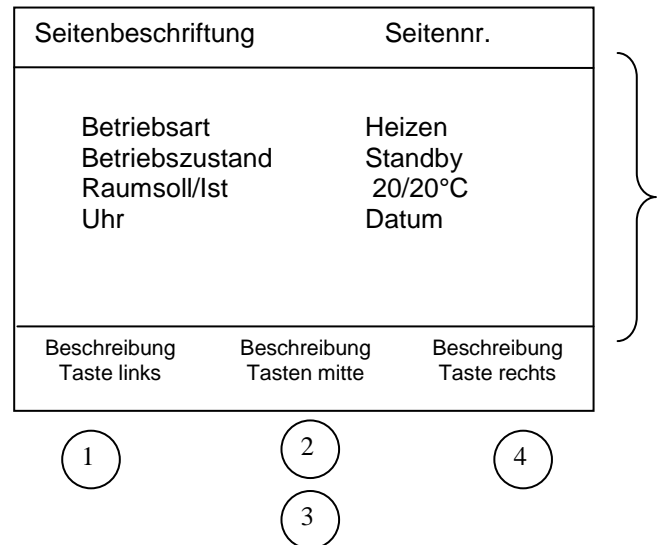 Seitenbeschriftung Seitennr.
Betriebsart Heizen
Betriebszustand Standby
Raumsoll/Ist 20/20°C
Uhr Datum
Beschreibung Beschreibung Beschreibung
Taste links Tasten mitte Taste rechts
1 2 4
3